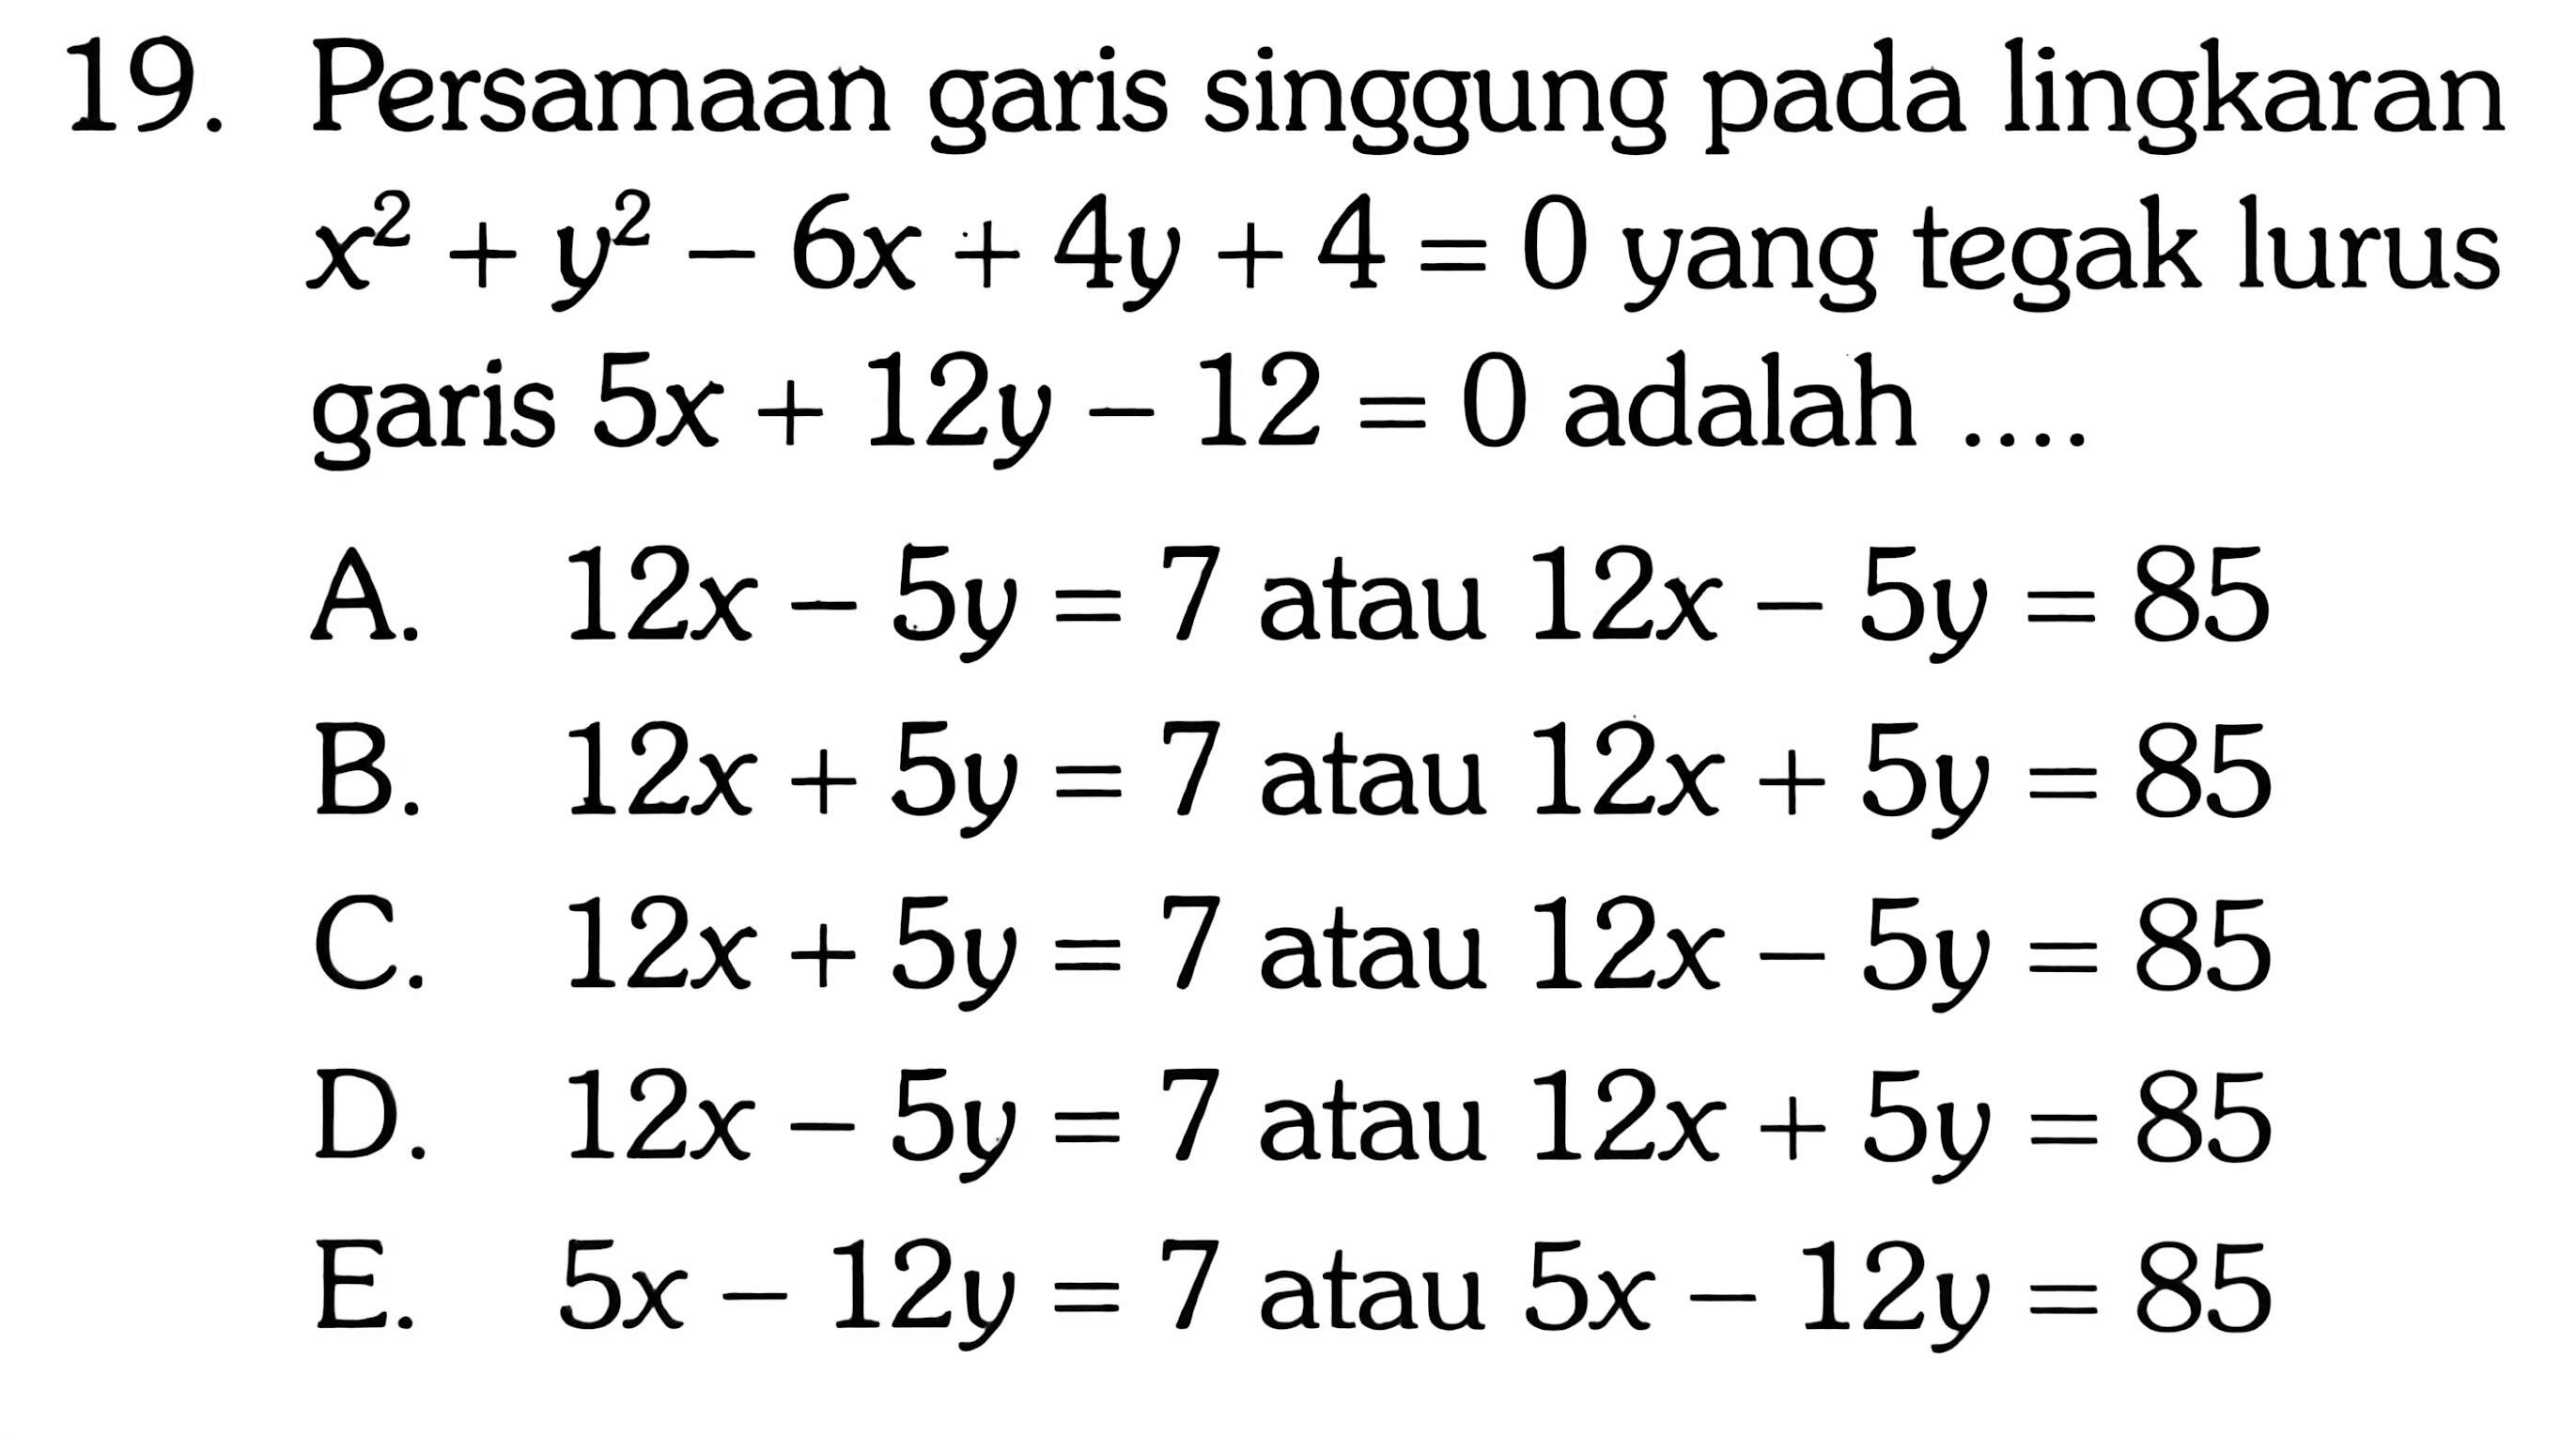 19. Persamaan garis singgung pada lingkaran
x² + y² – 6x + 4y + 4 = 0 yang tegak lurus
garis 5x + 12y – 12 = 0 adalah ....
A. 12x – 5y = 7 atau 12x – 5y = 85
B. 12x + 5y = 7 atau 12x + 5y = 85
C. 12x + 5y = 7 atau 12x – 5y = 85
D. 12x – 5y = 7 atau 12x + 5y = 85
E. 5x – 12y = 7 atau 5x – 12y = 85